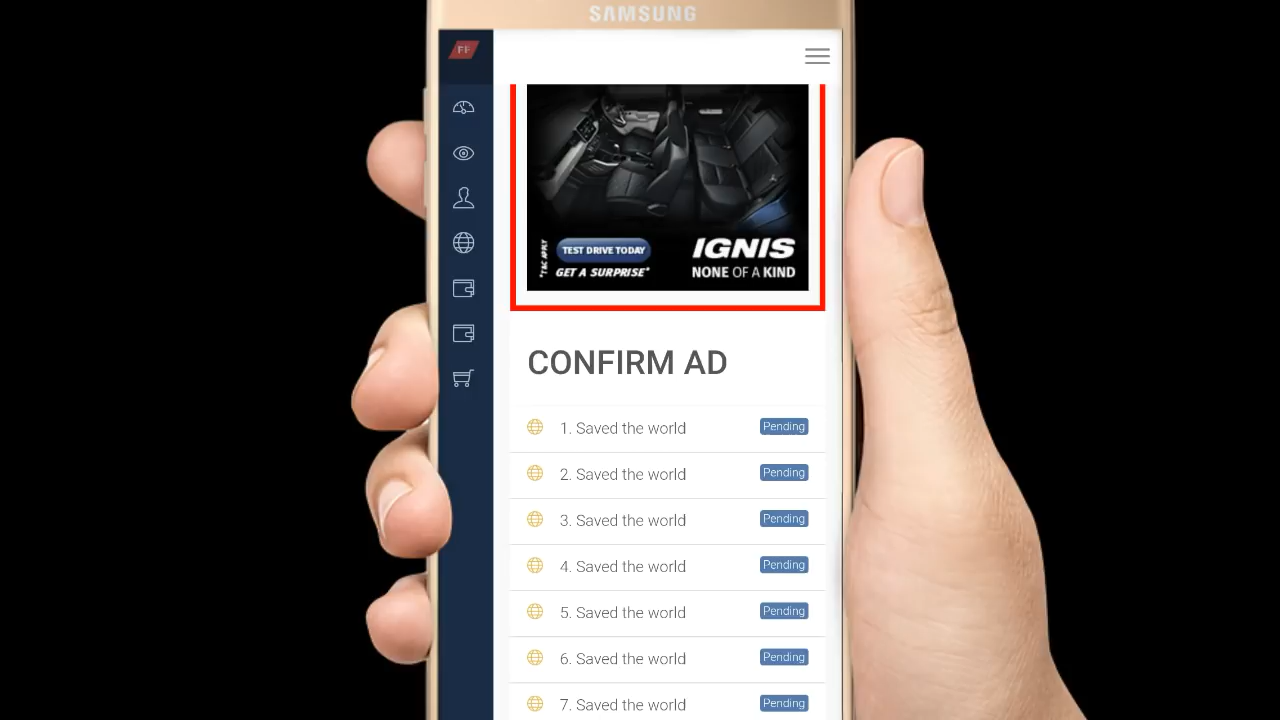 SAMSUNG
FF
*T&C APPLY
TEST DRIVE TODAY
GET A SURPRISE*
IGNIS
NONE OF A KIND
CONFIRM AD
1. Saved the world Pending
2. Saved the world Pending
3. Saved the world Pending
4. Saved the world Pending
5. Saved the world Pending
6. Saved the world Pending
7. Saved the world Pending